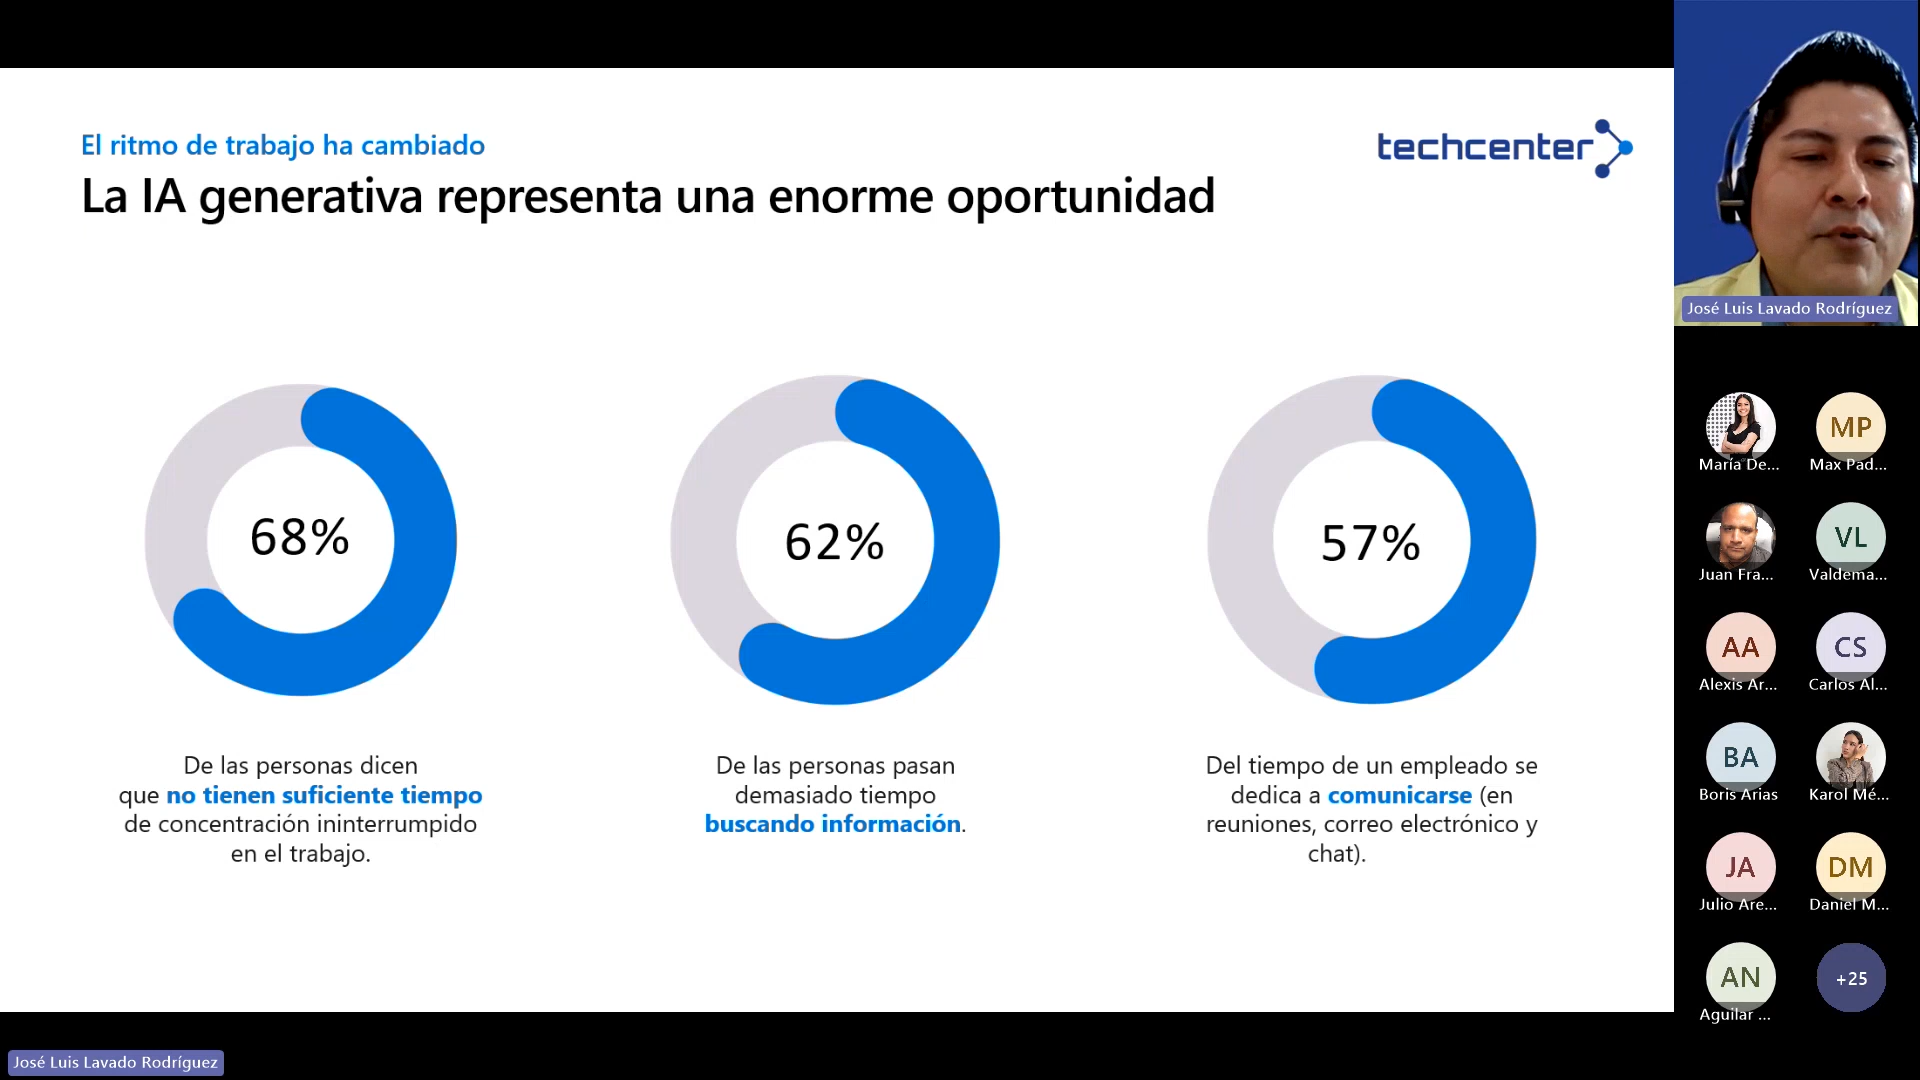 El ritmo de trabajo ha cambiado
La IA generativa representa una enorme oportunidad
techcenter
68%
De las personas dicen
que no tienen suficiente tiempo
de concentración ininterrumpido
en el trabajo.
62%
De las personas pasan
demasiado tiempo
buscando información.
57%
Del tiempo de un empleado se
dedica a comunicarse (en
reuniones, correo electrónico y
chat).
José Luis Lavado Rodríguez
María De...
MP
Max Pad...
Juan Fra...
VL
Valdema...
AA
Alexis Ar...
CS
Carlos Al...
BA
Boris Arias
Karol Mé...
JA
Julio Are...
DM
Daniel M...
AN
Aguilar ...
+25
José Luis Lavado Rodríguez